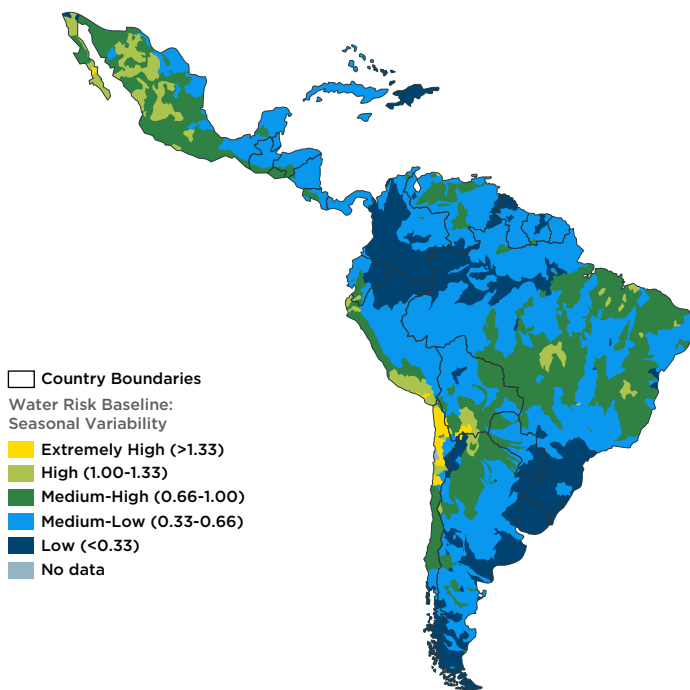 Country Boundaries
Water Risk Baseline:
Seasonal Variability
Extremely High (>1.33)
High (1.00-1.33)
Medium-High (0.66-1.00)
Medium-Low (0.33-0.66)
Low (<0.33)
No data